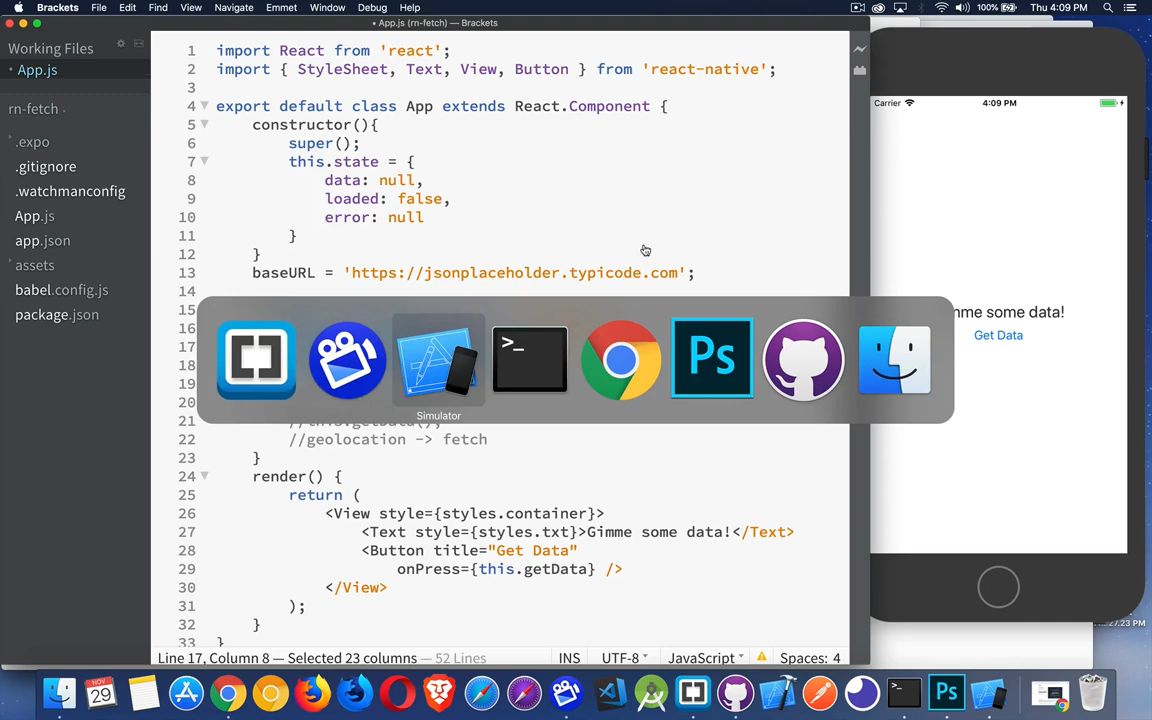 Brackets File Edit Find View Navigate Emmet Window Debug Help 100% Thu 4:09 PM
• App.js (rn-fetch) — Brackets
Working Files
• App.js
rn-fetch
.expo
.gitignore
.watchmanconfig
App.js
app.json
assets
babel.config.js
package.json
1 import React from 'react';
2 import { StyleSheet, Text, View, Button } from 'react-native';
3
4 export default class App extends React.Component {
5 constructor(){
6 super();
7 this.state = {
8 data: null,
9 loaded: false,
10 error: null
11 }
12 }
13 baseURL = 'https://jsonplaceholder.typicode.com';
14
15
16
17
18
19
20
21 //this.getData();
22 //geolocation -> fetch
23 }
24 render() {
25 return (
26 <View style={styles.container}>
27 <Text style={styles.txt}>Gimme some data!</Text>
28 <Button title="Get Data"
29 onPress={this.getData} />
30 </View>
31 );
32 }
33 }
Simulator
>_
Ps
Carrier 4:09 PM
mme some data!
Get Data
27.23 PM
Line 17, Column 8 — Selected 23 columns — 52 Lines INS UTF-8 JavaScript Spaces: 4
NOV
29
>_
Ps